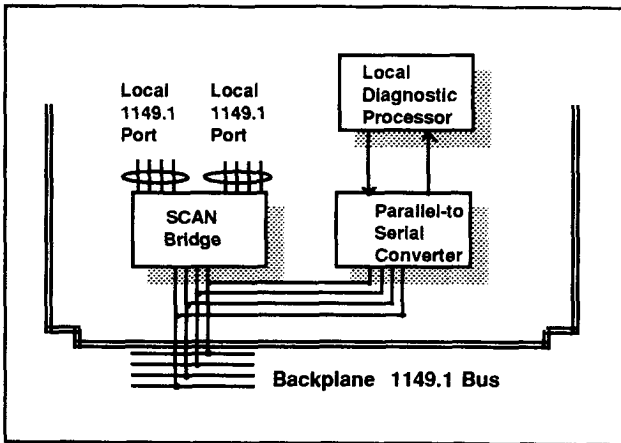 Local
1149.1
Port
Local
1149.1
Port
Local
Diagnostic
Processor
SCAN
Bridge
Parallel-to
Serial
Converter
Backplane 1149.1 Bus